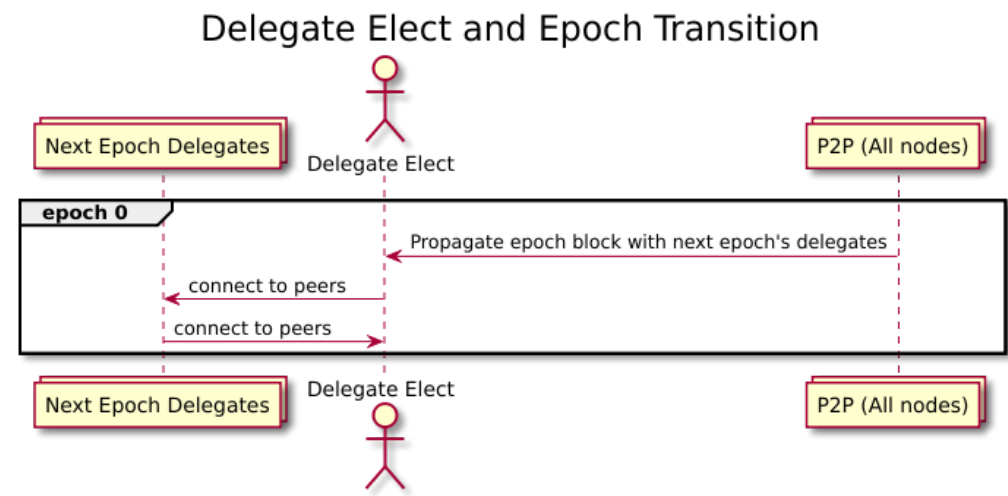 Delegate Elect and Epoch Transition
Next Epoch Delegates
Delegate Elect
P2P (All nodes)
epoch 0
Propagate epoch block with next epoch's delegates
connect to peers
connect to peers
Next Epoch Delegates
Delegate Elect
P2P (All nodes)